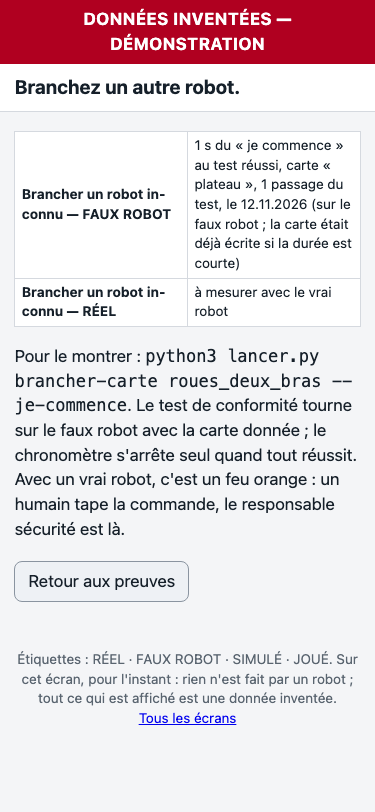 DONNÉES INVENTÉES —
DÉMONSTRATION
Branchez un autre robot.
Brancher un robot in-
connu — FAUX ROBOT
1 s du « je commence »
au test réussi, carte «
plateau », 1 passage du
test, le 12.11.2026 (sur le
faux robot ; la carte était
déjà écrite si la durée est
courte)
Brancher un robot in-
connu — RÉEL
à mesurer avec le vrai
robot
Pour le montrer : python3 lancer.py
brancher-carte roues_deux_bras --
je-commence. Le test de conformité tourne
sur le faux robot avec la carte donnée ; le
chronomètre s'arrête seul quand tout réussit.
Avec un vrai robot, c'est un feu orange : un
humain tape la commande, le responsable
sécurité est là.
Retour aux preuves
Étiquettes : RÉEL · FAUX ROBOT · SIMULÉ · JOUÉ. Sur
cet écran, pour l'instant : rien n'est fait par un robot ;
tout ce qui est affiché est une donnée inventée.
Tous les écrans